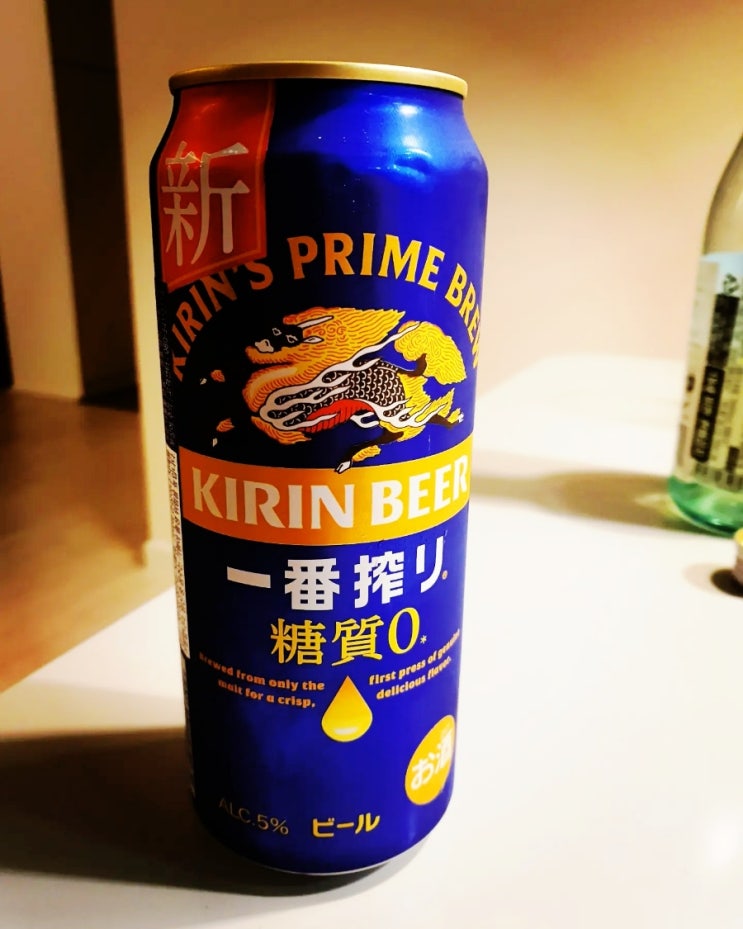 新
KIRIN'S PRIME BREW
KIRIN BEER
一番搾り
糖質0*
Brewed from only the first press of genuine
malt for a crisp, delicious flavor.
お酒
ALC.5% ビール